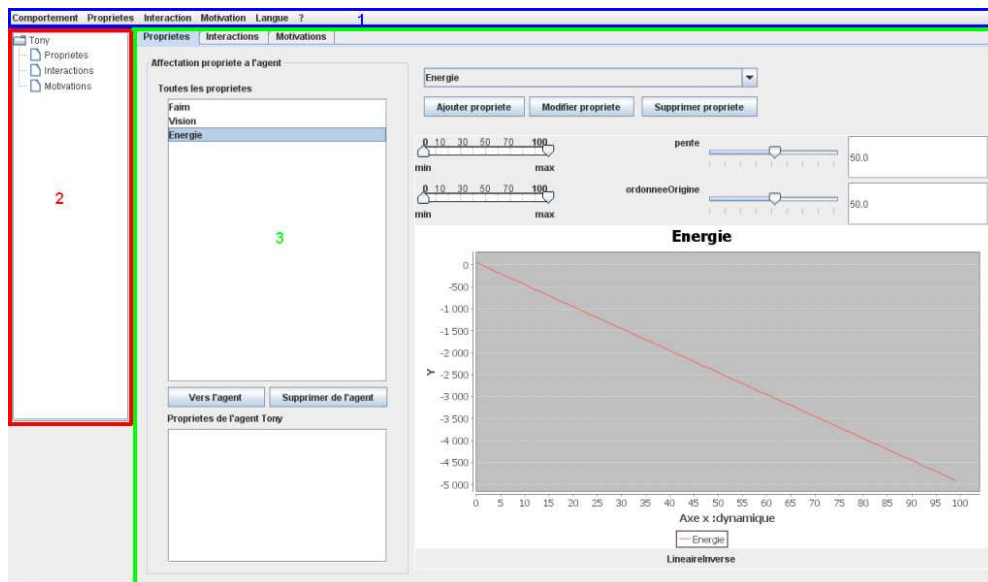 Comportement Proprietes Interaction Motivation Langue ? 1
Tony
Proprietes
Interactions
Motivations
2
Proprietes Interactions Motivations
Affectation propriete a l'agent
Toutes les proprietes
Faim
Vision
Energie
3
Vers l'agent Supprimer de l'agent
Proprietes de l'agent Tony
Energie
Ajouter propriete Modifier propriete Supprimer propriete
0 10 30 50 70 100
min max
pente 50.0
0 10 30 50 70 100
min max
ordonneeOrigine 50.0
Energie
0
-500
-1 000
-1 500
-2 000
-2 500
-3 000
-3 500
-4 000
-4 500
-5 000
Y
0 5 10 15 20 25 30 35 40 45 50 55 60 65 70 75 80 85 90 95 100
Axe x :dynamique
Energie
LineaireInverse